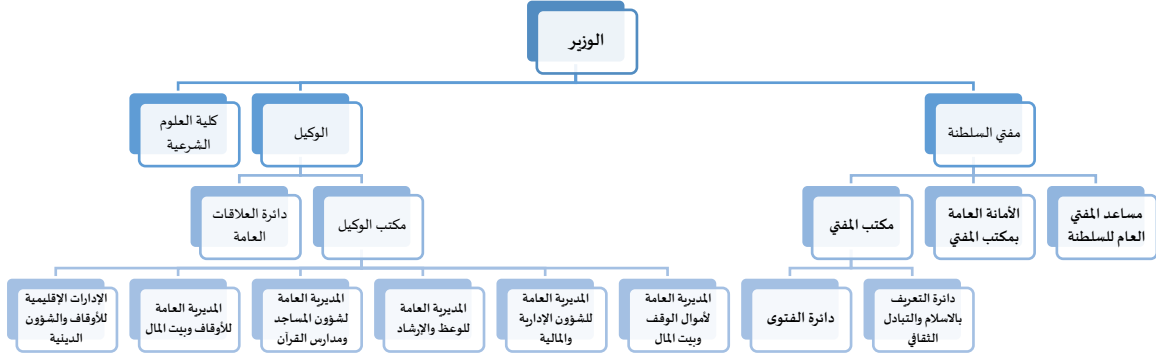 الوزير
مفتي السلطنة
الوكيل
كلية العلوم
الشرعية
مساعد المفتي
العام للسلطنة
الأمانة العامة
بمكتب المفتي
مكتب المفتي
مكتب الوكيل
دائرة العلاقات
العامة
دائرة التعريف
بالاسلام والتبادل
الثقافي
دائرة الفتوى
المديرية العامة
لأموال الوقف
وبيت المال
المديرية العامة
للشؤون الإدارية
والمالية
المديرية العامة
للوعظ والإرشاد
المديرية العامة
لشؤون المساجد
ومدارس القرآن
المديرية العامة
للأوقاف وبيت المال
الإدارات الإقليمية
للأوقاف والشؤون
الدينية